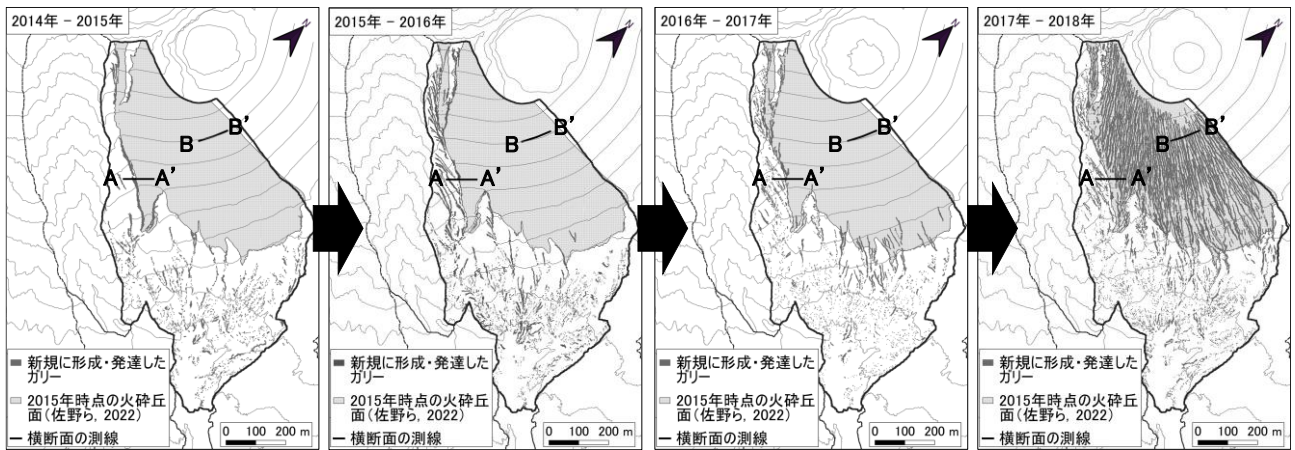 2014年 – 2015年
B
B'
A
A'
新規に形成・発達した
ガリー
2015年時点の火砕丘
面(佐野ら, 2022)
横断面の測線
0 100 200 m
2015年 – 2016年
B
B'
A
A'
新規に形成・発達した
ガリー
2015年時点の火砕丘
面(佐野ら, 2022)
横断面の測線
0 100 200 m
2016年 – 2017年
B
B'
A
A'
新規に形成・発達した
ガリー
2015年時点の火砕丘
面(佐野ら, 2022)
横断面の測線
0 100 200 m
2017年 – 2018年
B
B'
A
A'
新規に形成・発達した
ガリー
2015年時点の火砕丘
面(佐野ら, 2022)
横断面の測線
0 100 200 m